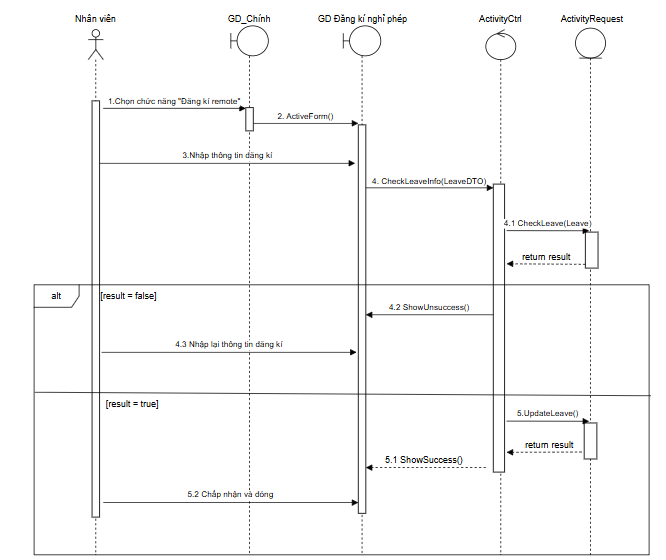 Nhân viên
GD_Chính
GD Đăng kí nghỉ phép
ActivityCtrl
ActivityRequest
1.Chọn chức năng "Đăng kí remote"
2. ActiveForm()
3.Nhập thông tin đăng kí
4. CheckLeaveInfo(LeaveDTO)
4.1 CheckLeave(Leave)
return result
alt
[result = false]
4.2 ShowUnsuccess()
4.3 Nhập lại thông tin đăng kí
[result = true]
5.UpdateLeave()
return result
5.1 ShowSuccess()
5.2 Chấp nhận và đóng